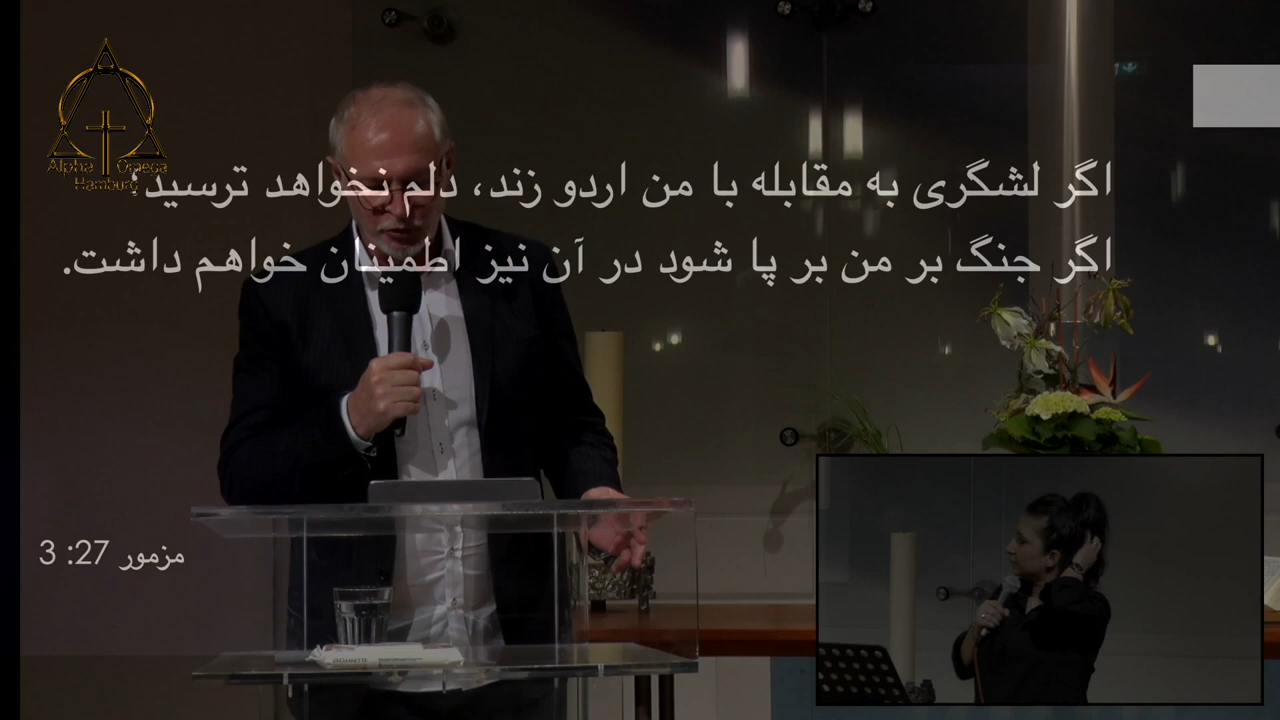 Alpha Omega
Hamburg
اگر لشگری به مقابله با من اردو زند، دلم نخواهد ترسید.
اگر جنگ بر من بر پا شود در آن نیز اطمینان خواهم داشت.
مزمور 27: 3